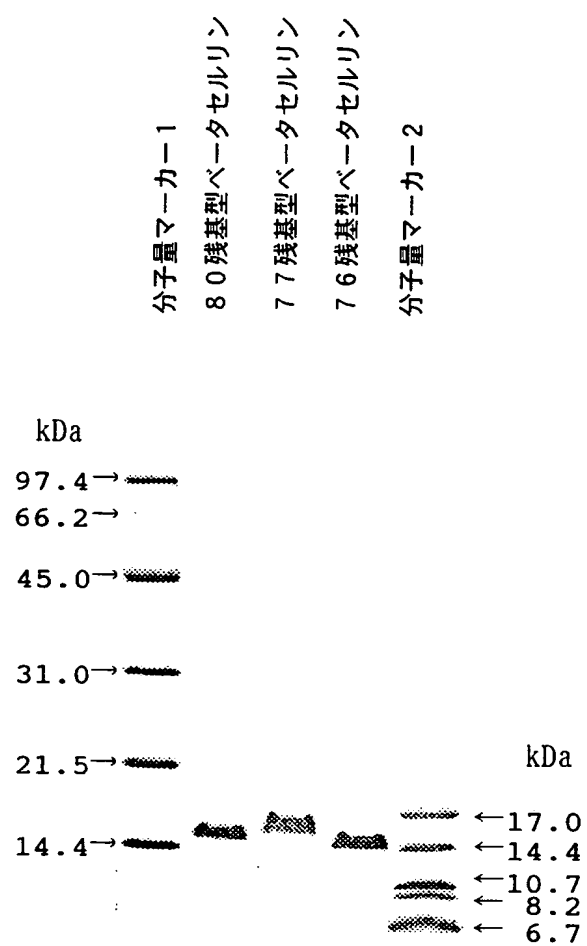 分子量マーカー1
80残基型ベータセルリン
77残基型ベータセルリン
76残基型ベータセルリン
分子量マーカー2
kDa
97.4→
66.2→
45.0→
31.0→
21.5→
14.4→
kDa
←17.0
←14.4
←10.7
←8.2
←6.7